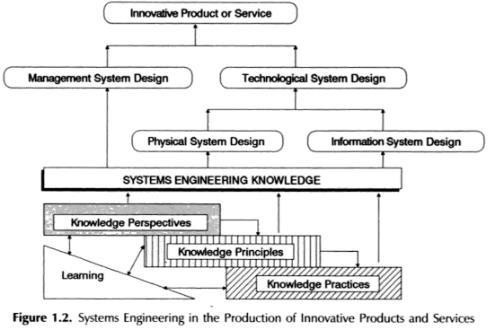 Innovative Product or Service
Management System Design
Technological System Design
Physical System Design
Information System Design
SYSTEMS ENGINEERING KNOWLEDGE
Knowledge Perspectives
Knowledge Principles
Learning
Knowledge Practices
Figure 1.2. Systems Engineering in the Production of Innovative Products and Services